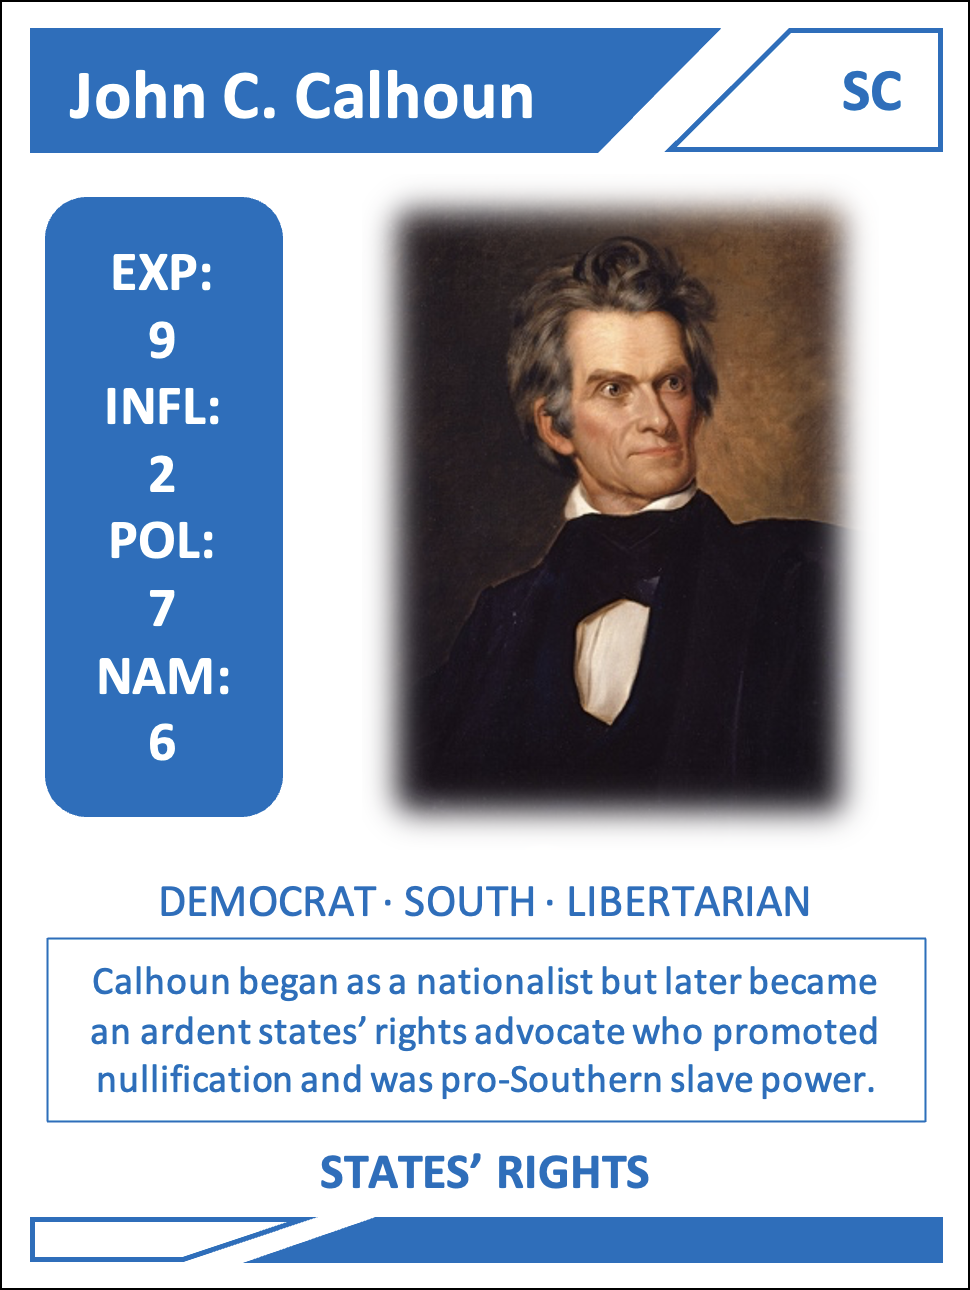 John C. Calhoun
SC
EXP:
9
INFL:
2
POL:
7
NAM:
6
DEMOCRAT · SOUTH · LIBERTARIAN
Calhoun began as a nationalist but later became
an ardent states’ rights advocate who promoted
nullification and was pro-Southern slave power.
STATES’ RIGHTS